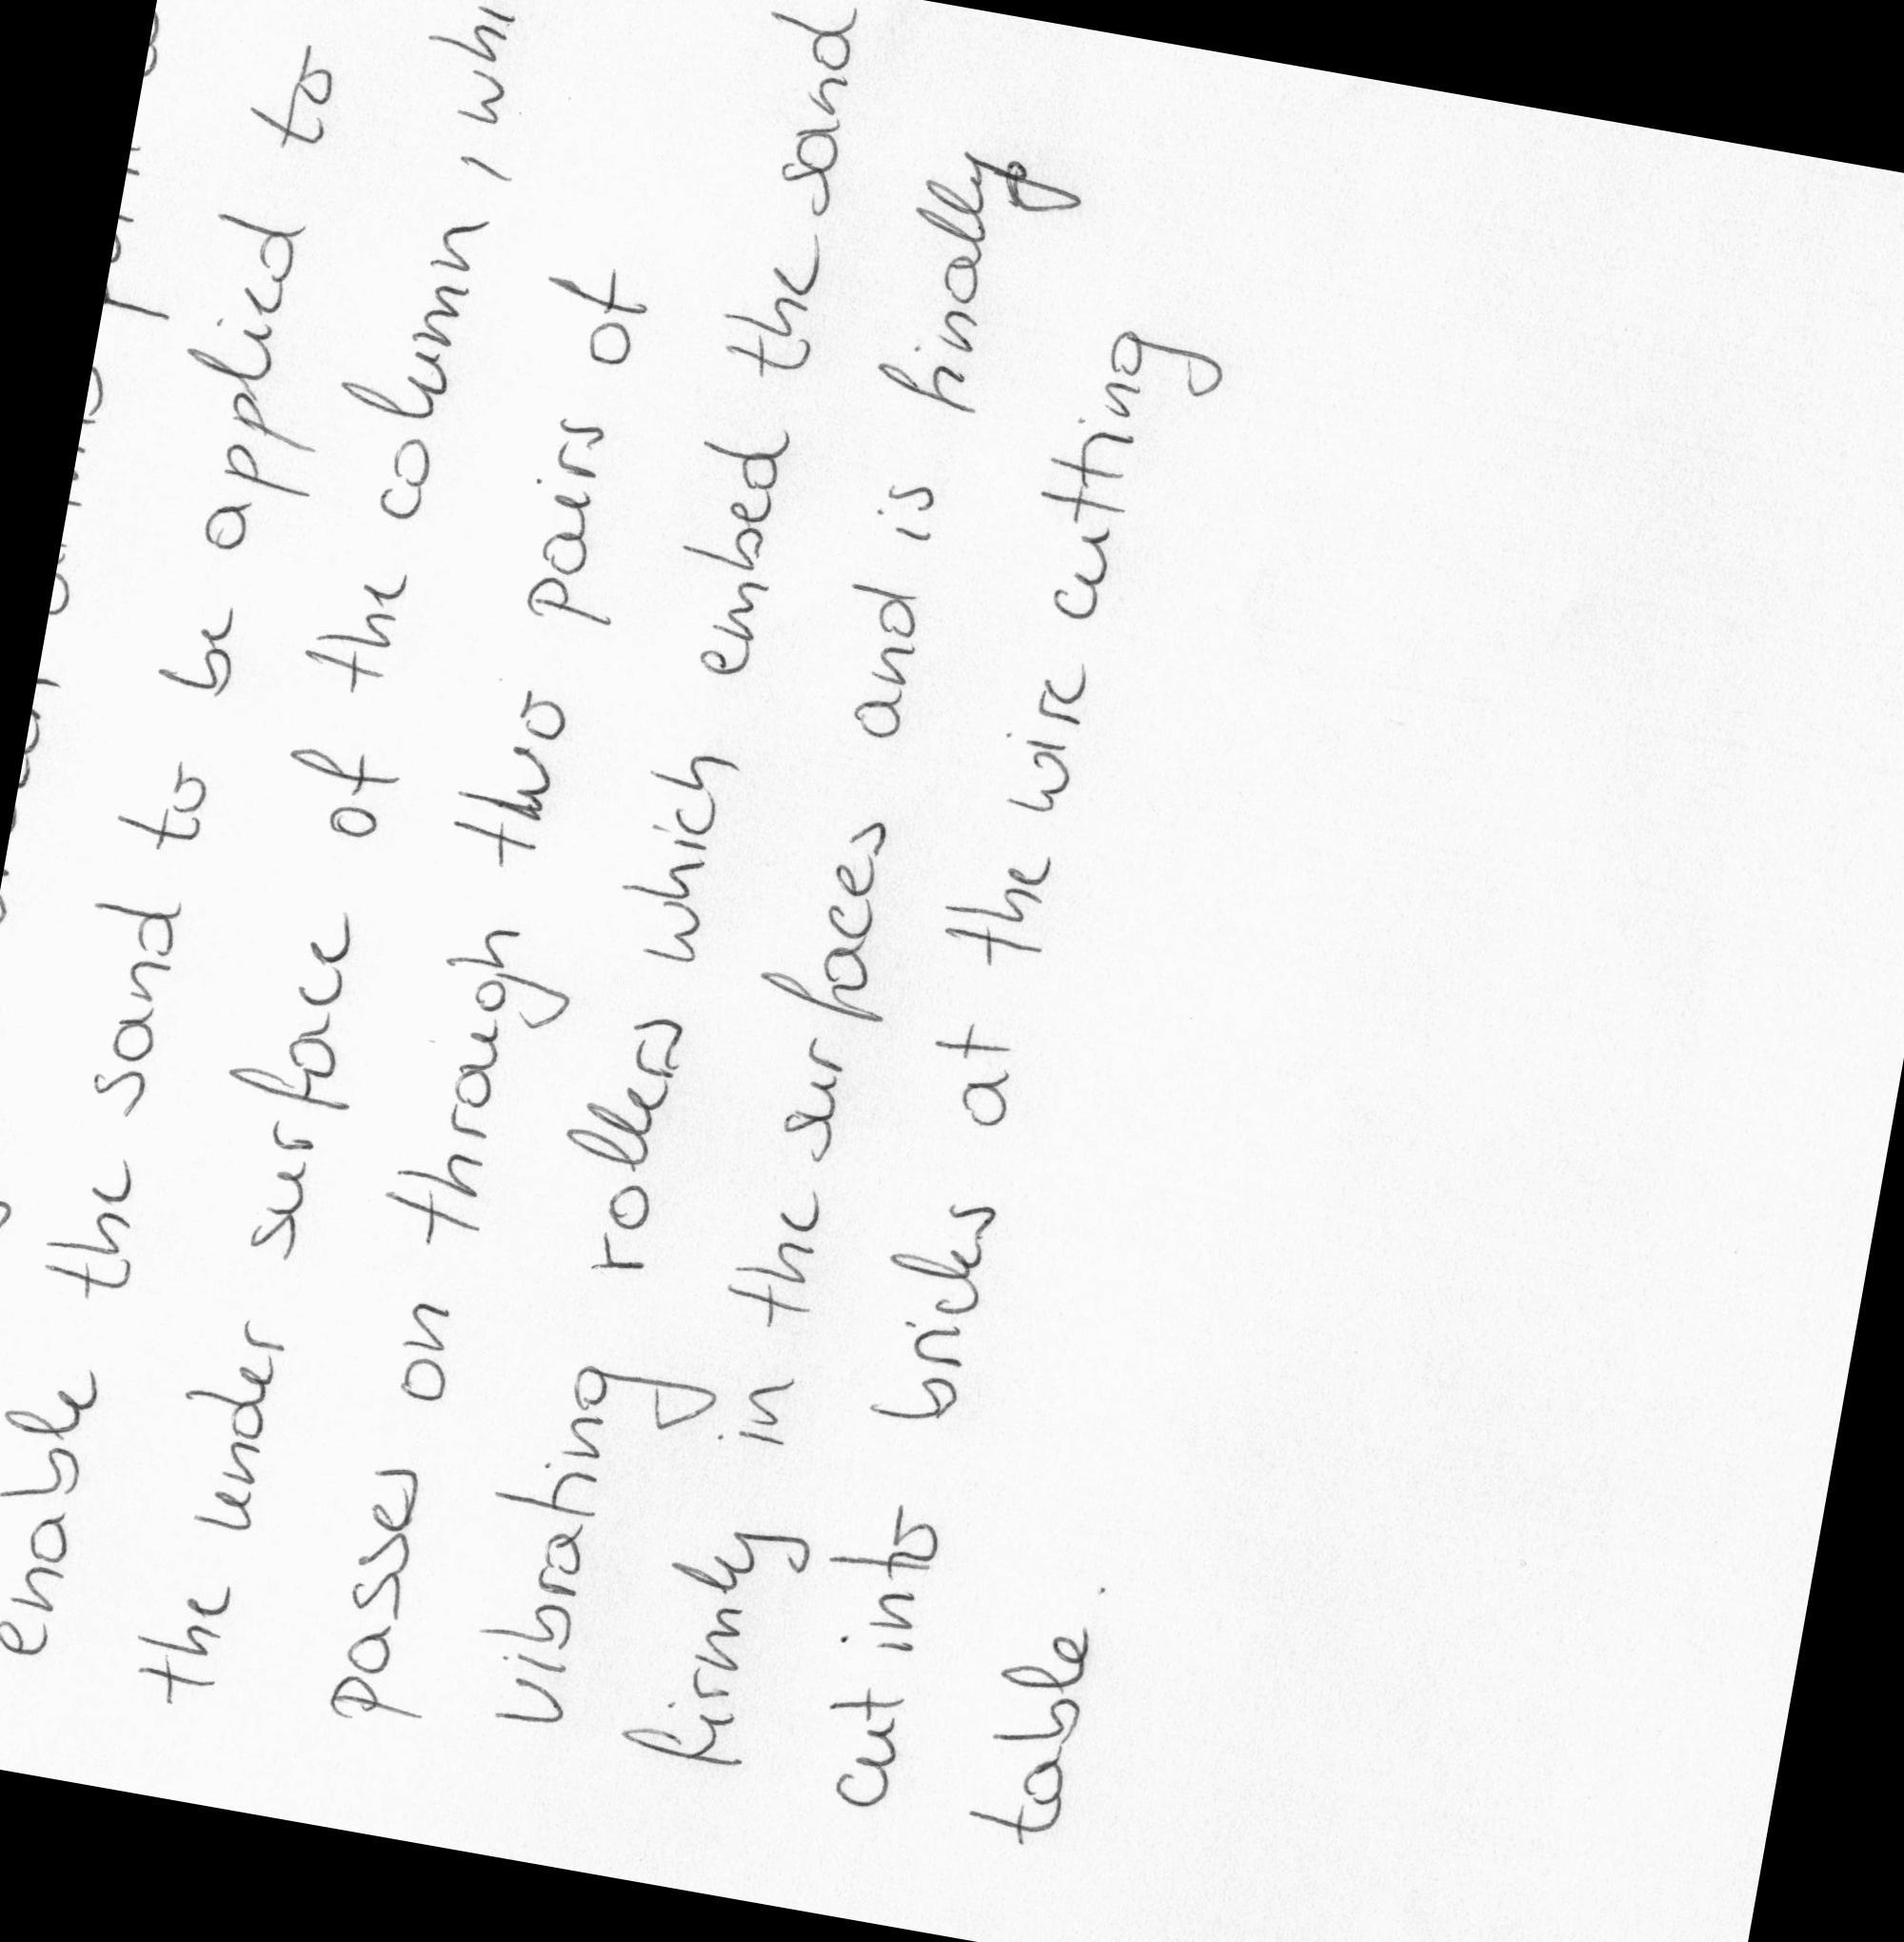 enable the sand to be applied to
the under surface of the column, whi
passes on through two pairs of
vibrating rollers which embed the sand
firmly in the surfaces and is finally
cut into bricks at the wire cutting
table.